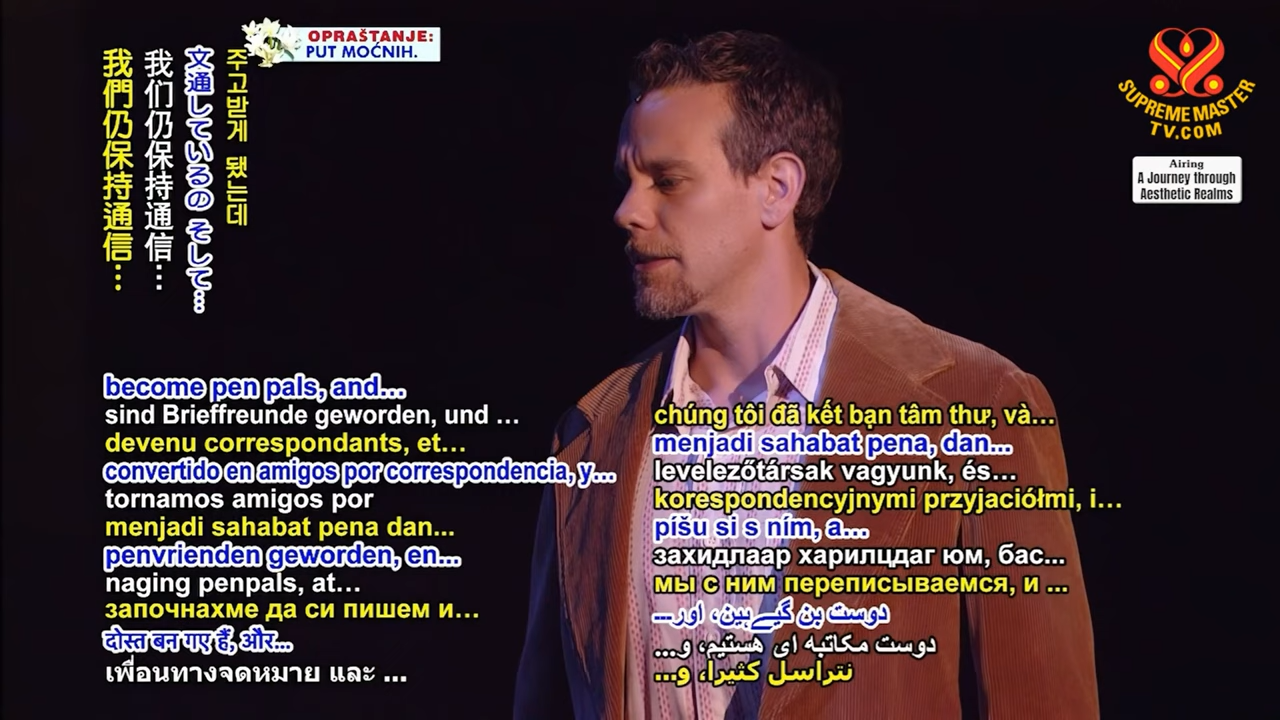 OPRAŠTANJE:
PUT MOĆNIH.
SUPREME MASTER
TV.COM
Airing
A Journey through
Aesthetic Realms
주고받게 됐는데
文通しているの そして…
我们仍保持通信…
我們仍保持通信…
become pen pals, and…
sind Brieffreunde geworden, und …
devenu correspondants, et…
convertido en amigos por correspondencia, y…
tornamos amigos por
menjadi sahabat pena dan...
penvrienden geworden, en...
naging penpals, at…
започнахме да си пишем и…
दोस्त बन गए हैं, और...
เพื่อนทางจดหมาย และ ...
chúng tôi đã kết bạn tâm thư, và…
menjadi sahabat pena, dan...
levelezőtársak vagyunk, és…
korespondencyjnymi przyjaciółmi, i…
píšu si s ním, a…
захидлаар харилцдаг юм, бас...
мы с ним переписываемся, и ...
دوست بن گیے ہین، اور...
دوست مکاتبه ای هستیم، و...
نتراسل كثيرا، و...